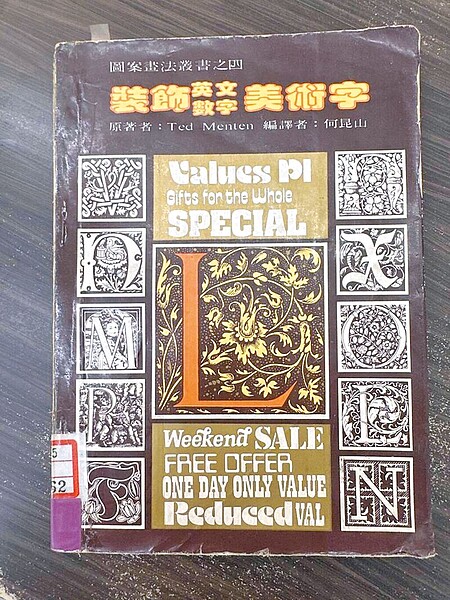 圖案畫法叢書之四
裝飾英文數字美術字
原著者：Ted Menten 編譯者：何昆山
Values Pl
Gifts for the Whole
SPECIAL
D
X
L
M
O
P
E
F
N
Weekend SALE
FREE OFFER
ONE DAY ONLY VALUE
Reduced VAL
5
62